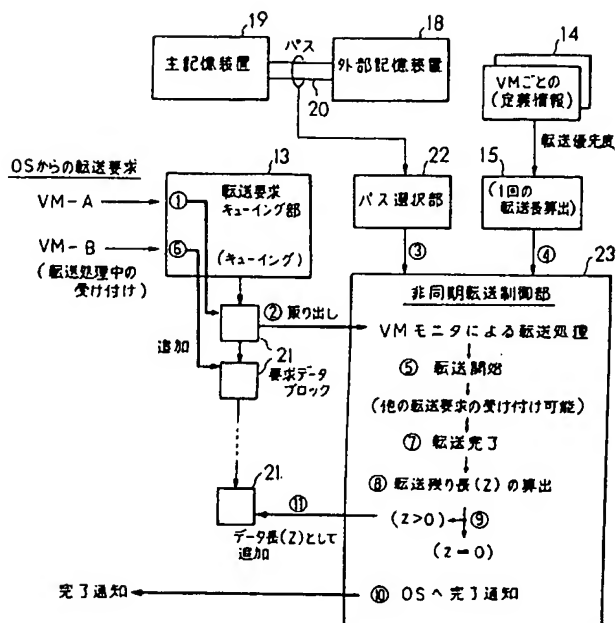 19
18
14
パス
主記憶装置
外部記憶装置
20
VMごとの
(定義情報)
転送優先度
OSからの転送要求
13
22
15
VM-A
①
転送要求
キューイング部
パス選択部
(1回の
転送長算出)
VM-B
⑥
(キューイング)
(転送処理中の
受け付け)
③
④
23
非同期転送制御部
②取り出し
VMモニタによる転送処理
21
追加
21
要求データ
ブロック
⑤ 転送開始
(他の転送要求の受け付け可能)
⑦ 転送完了
⑧ 転送残り長(Z)の算出
21
⑪
(Z>0)
⑨
データ長(Z)として
追加
(Z=0)
完了通知
⑩ OSへ完了通知